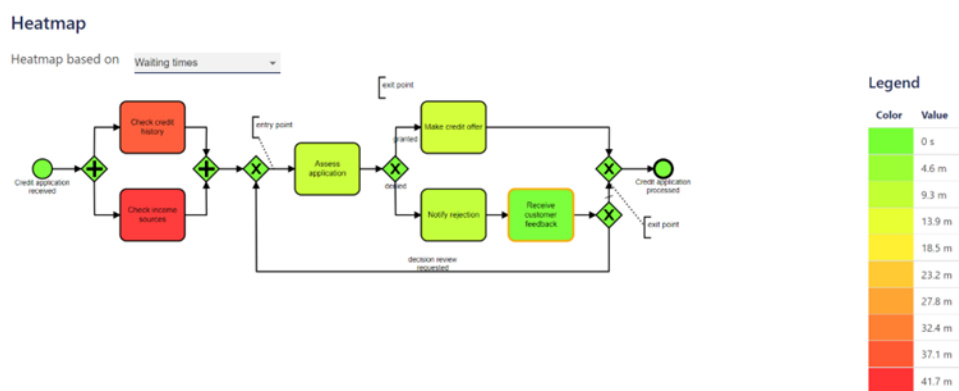 Heatmap
Heatmap based on
Waiting times
exit point
entry point
Check credit
history
Make credit offer
granted
Assess
application
Credit application
received
denied
Credit application
processed
Check income
sources
Notify rejection
Receive
customer
feedback
exit point
decision review
requested
Legend
Color Value
0 s
4.6 m
9.3 m
13.9 m
18.5 m
23.2 m
27.8 m
32.4 m
37.1 m
41.7 m